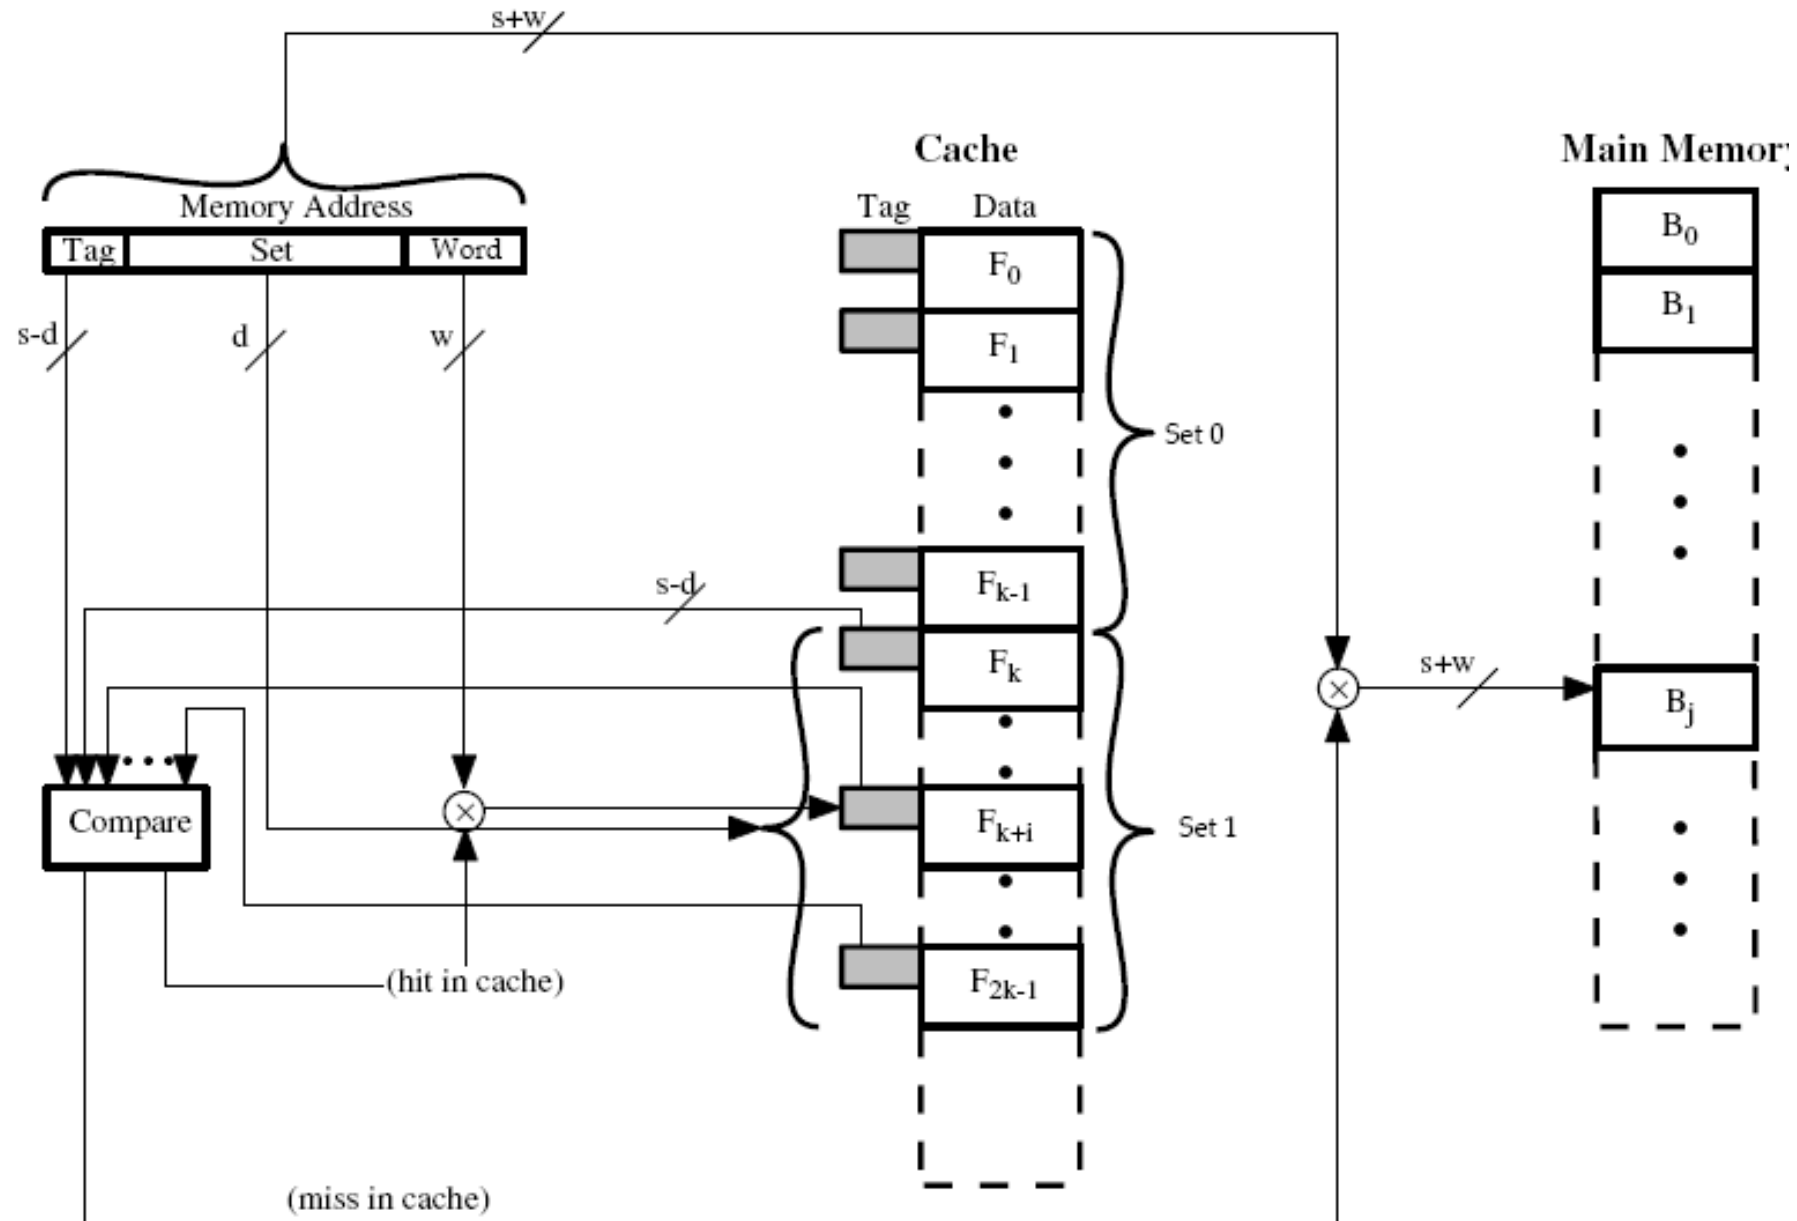 s+w
Cache
Main Memory
Memory Address
Tag Data
Tag Set Word
B0
F0
B1
s-d d w
F1
Set 0
Fk-1
s-d
Fk
s+w
Bj
Compare
Fk+i
Set 1
F2k-1
(hit in cache)
(miss in cache)